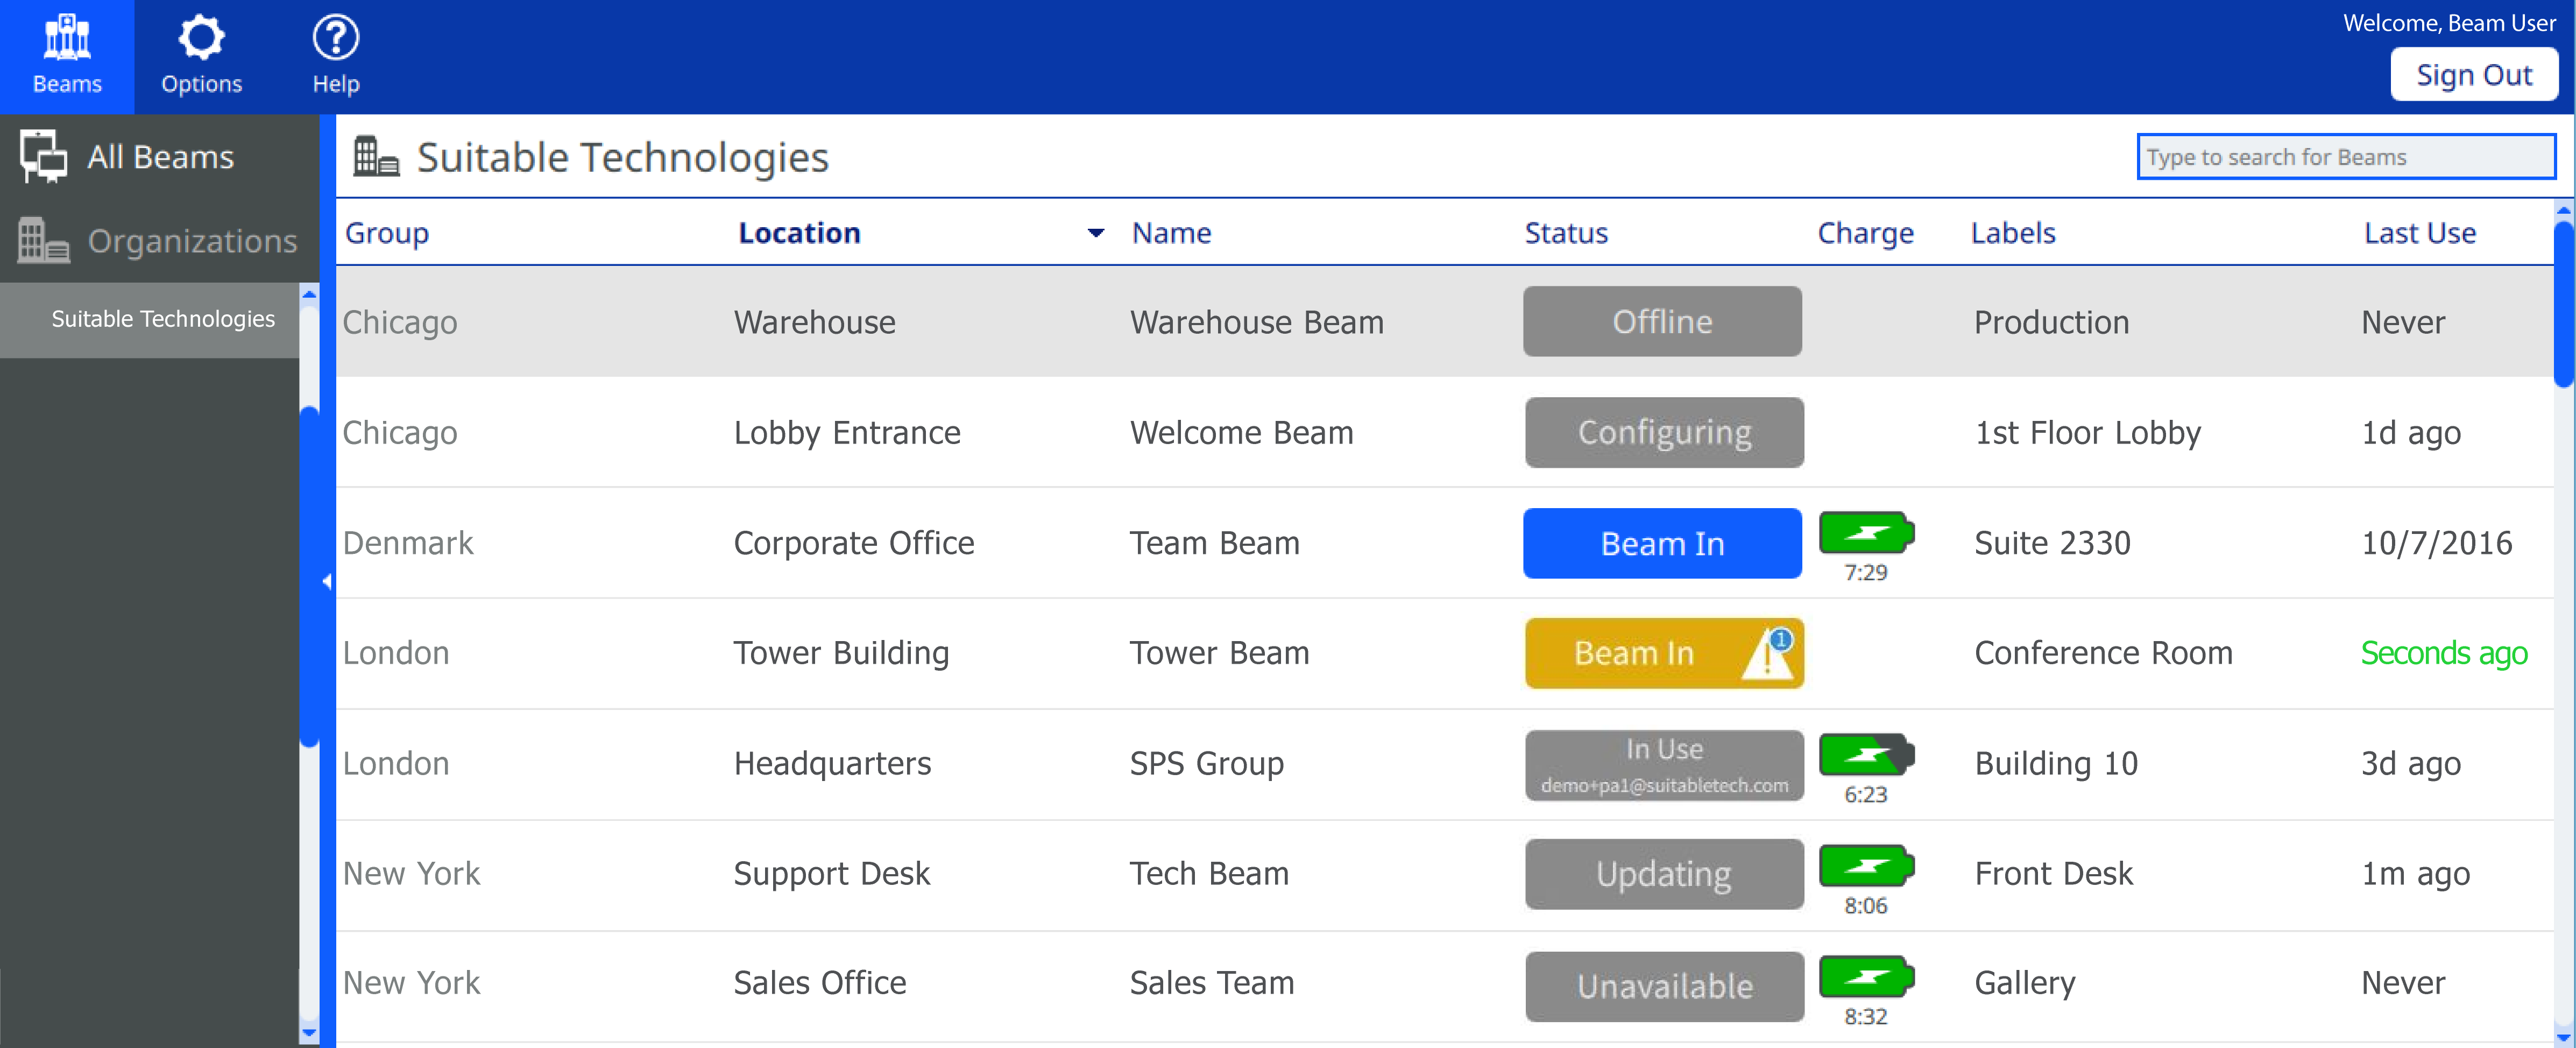 Welcome, Beam User
Beams Options Help Sign Out
All Beams
Organizations
Suitable Technologies
Suitable Technologies
Type to search for Beams
Group Location Name Status Charge Labels Last Use
Chicago Warehouse Warehouse Beam Offline Production Never
Chicago Lobby Entrance Welcome Beam Configuring 1st Floor Lobby 1d ago
Denmark Corporate Office Team Beam Beam In 7:29 Suite 2330 10/7/2016
London Tower Building Tower Beam Beam In 1 Conference Room Seconds ago
London Headquarters SPS Group In Use Building 10 3d ago
demo+pa1@suitabletech.com 6:23
New York Support Desk Tech Beam Updating 8:06 Front Desk 1m ago
New York Sales Office Sales Team Unavailable 8:32 Gallery Never